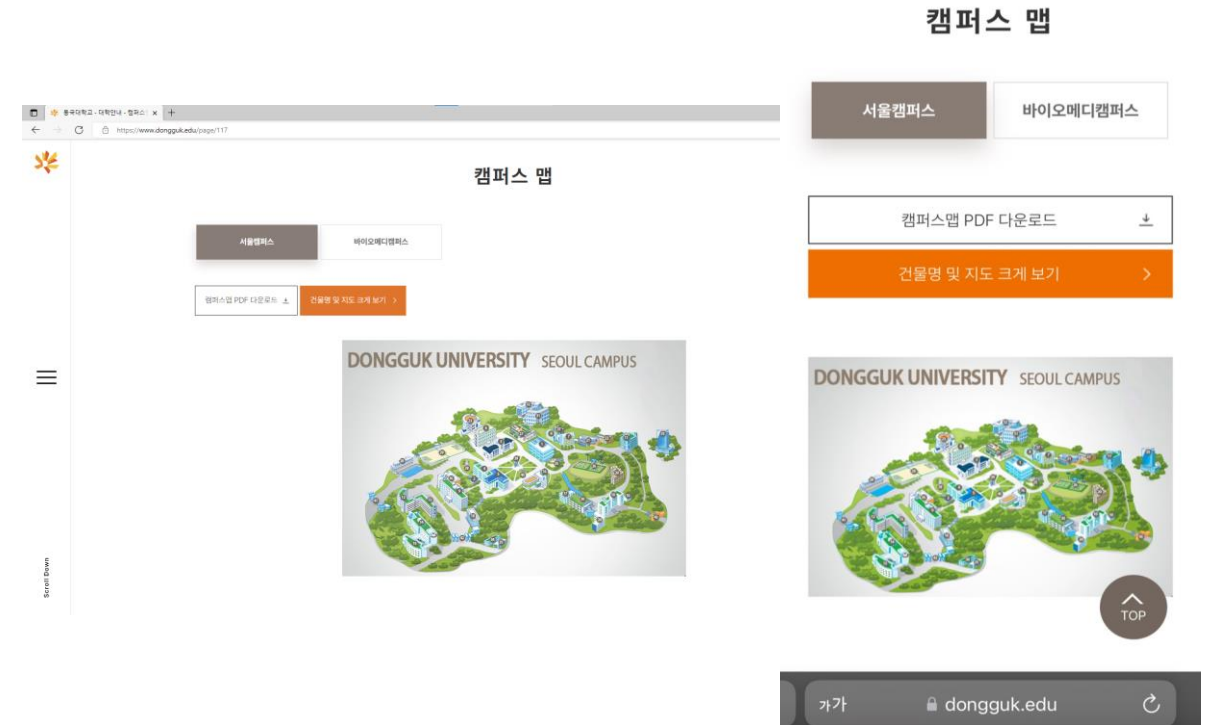 동국대학교 - 대학안내 - 캠퍼스
https://www.dongguk.edu/page/117
캠퍼스 맵
서울캠퍼스
바이오메디캠퍼스
캠퍼스맵 PDF 다운로드
건물명 및 지도 크게 보기
DONGGUK UNIVERSITY SEOUL CAMPUS
Scroll Down
캠퍼스 맵
서울캠퍼스
바이오메디캠퍼스
캠퍼스맵 PDF 다운로드
건물명 및 지도 크게 보기
DONGGUK UNIVERSITY SEOUL CAMPUS
TOP
가가
dongguk.edu